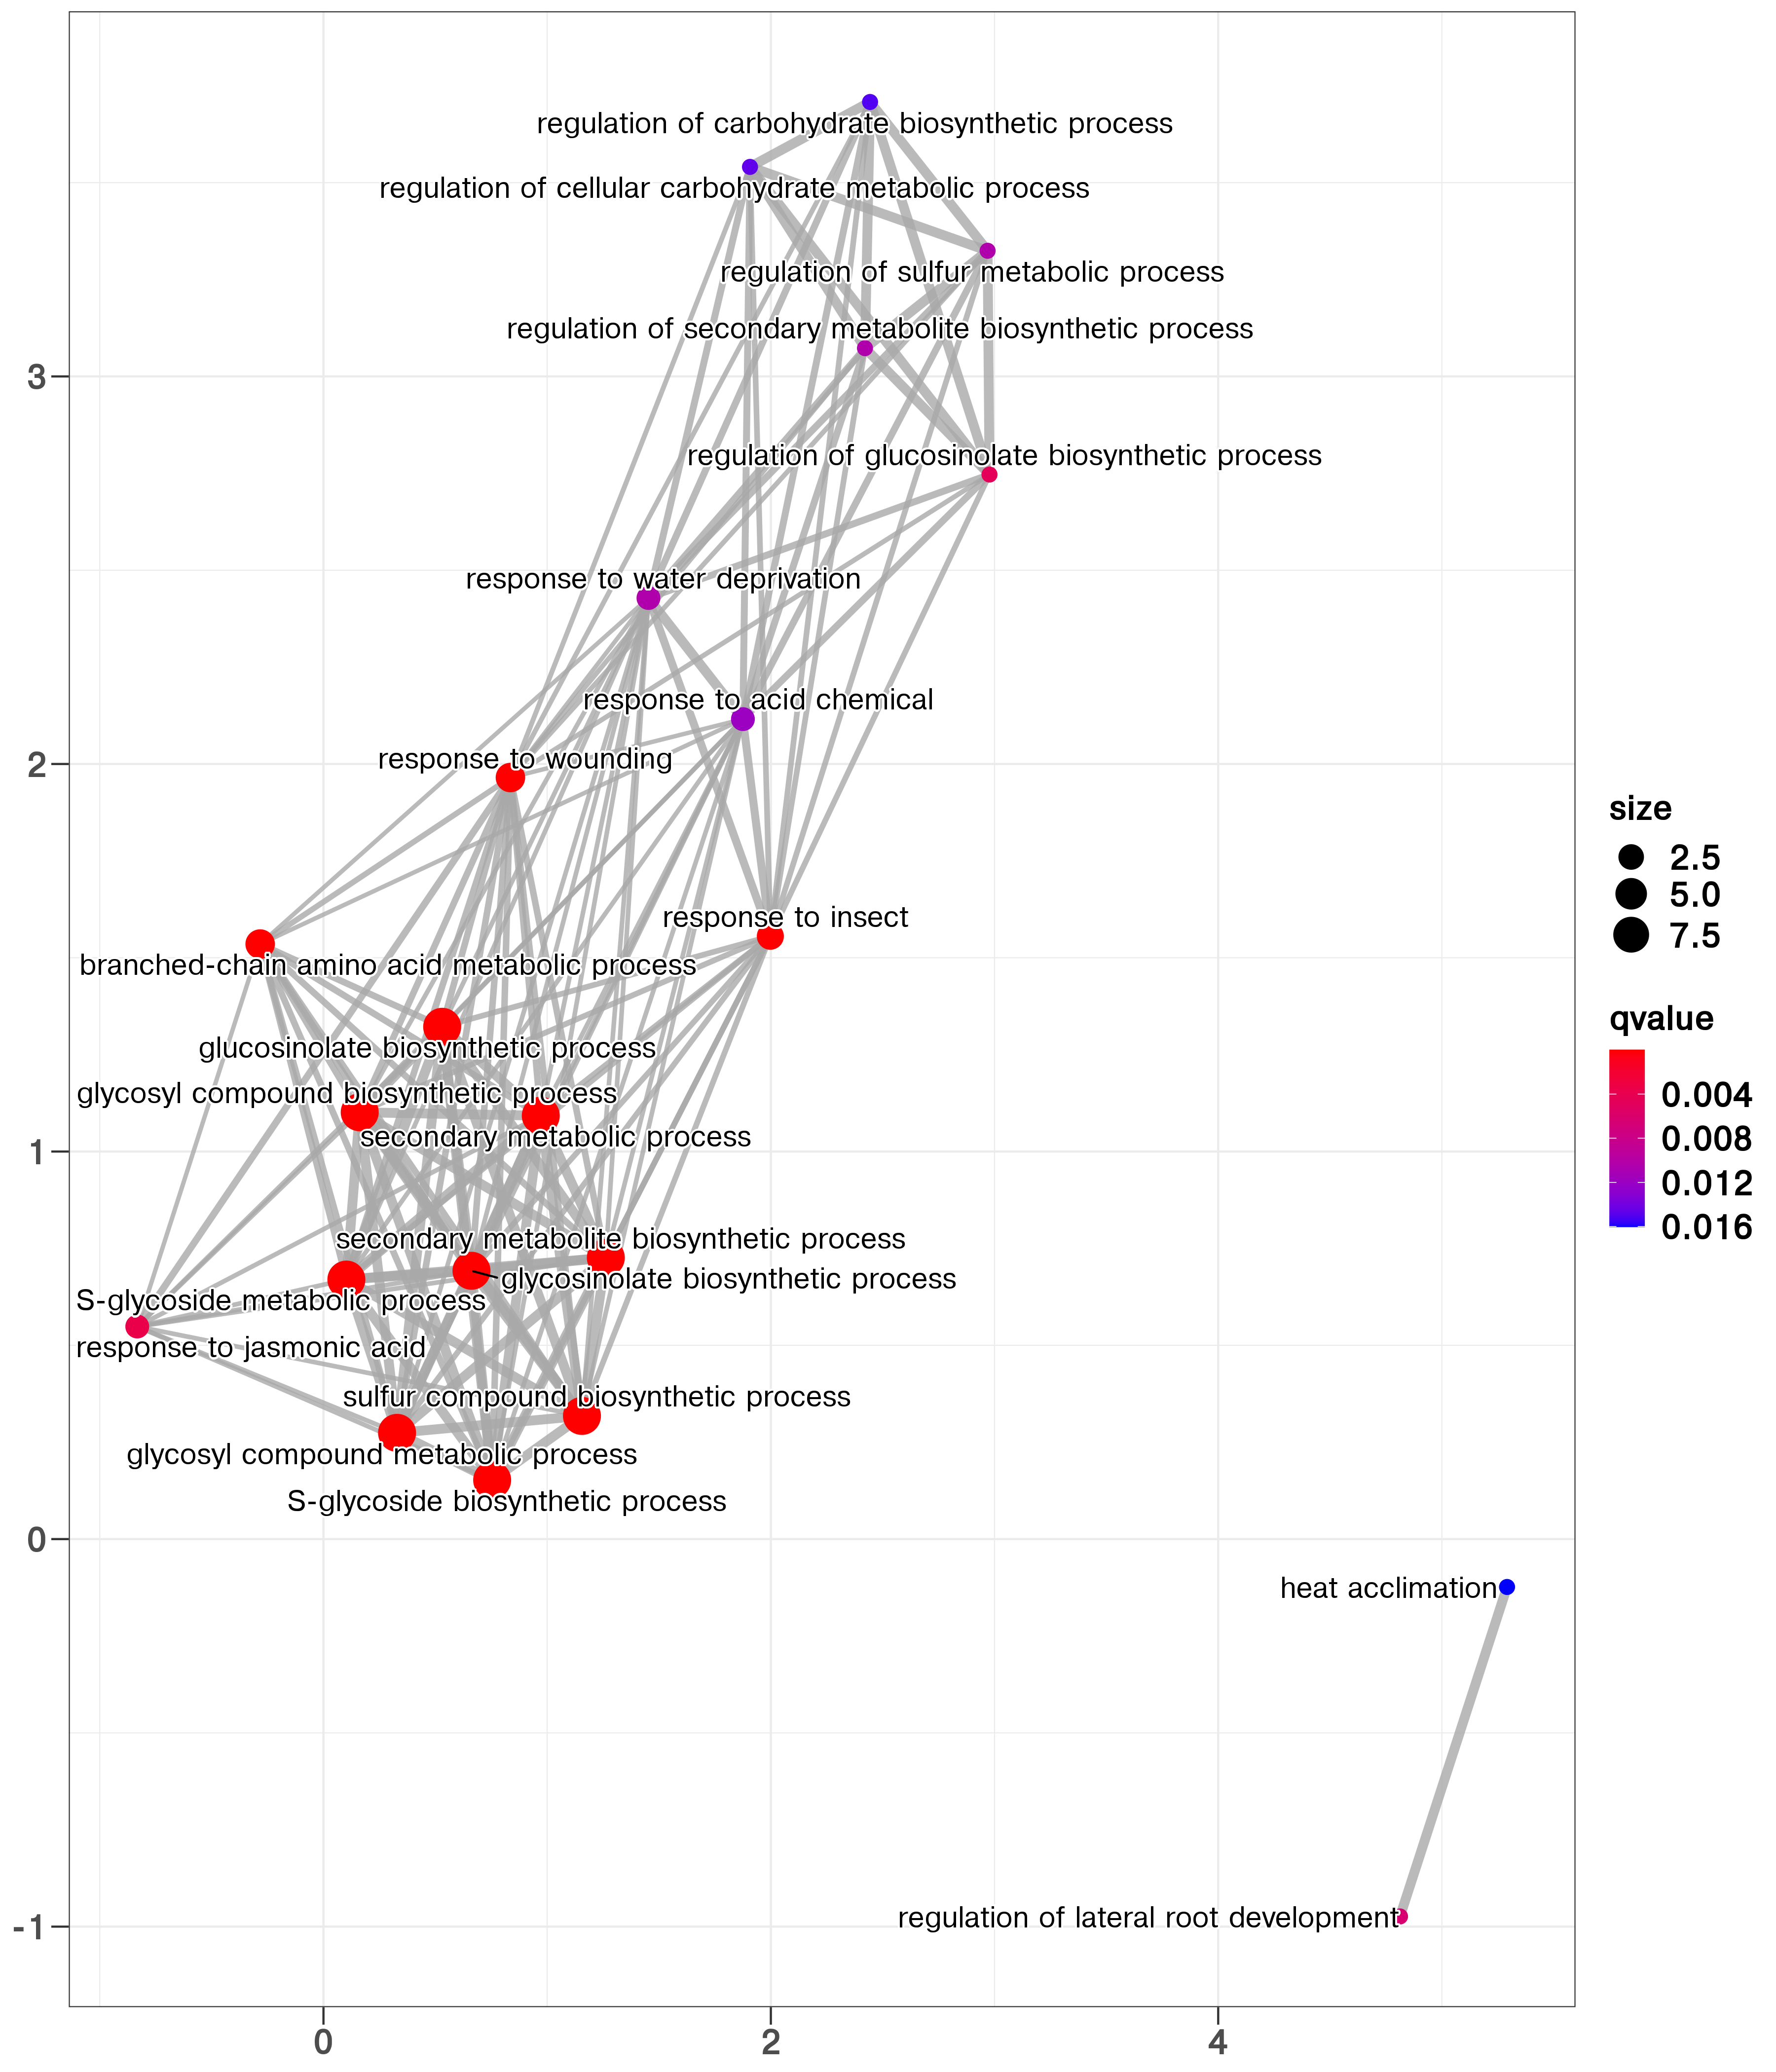 regulation of carbohydrate biosynthetic process
regulation of cellular carbohydrate metabolic process
regulation of sulfur metabolic process
regulation of secondary metabolite biosynthetic process
3
regulation of glucosinolate biosynthetic process
response to water deprivation
response to acid chemical
response to wounding
2
response to insect
branched-chain amino acid metabolic process
glucosinolate biosynthetic process
glycosyl compound biosynthetic process
secondary metabolic process
1
secondary metabolite biosynthetic process
glycosinolate biosynthetic process
S-glycoside metabolic process
response to jasmonic acid
sulfur compound biosynthetic process
glycosyl compound metabolic process
S-glycoside biosynthetic process
0
heat acclimation
regulation of lateral root development
-1
0
2
4
size
2.5
5.0
7.5
qvalue
0.004
0.008
0.012
0.016